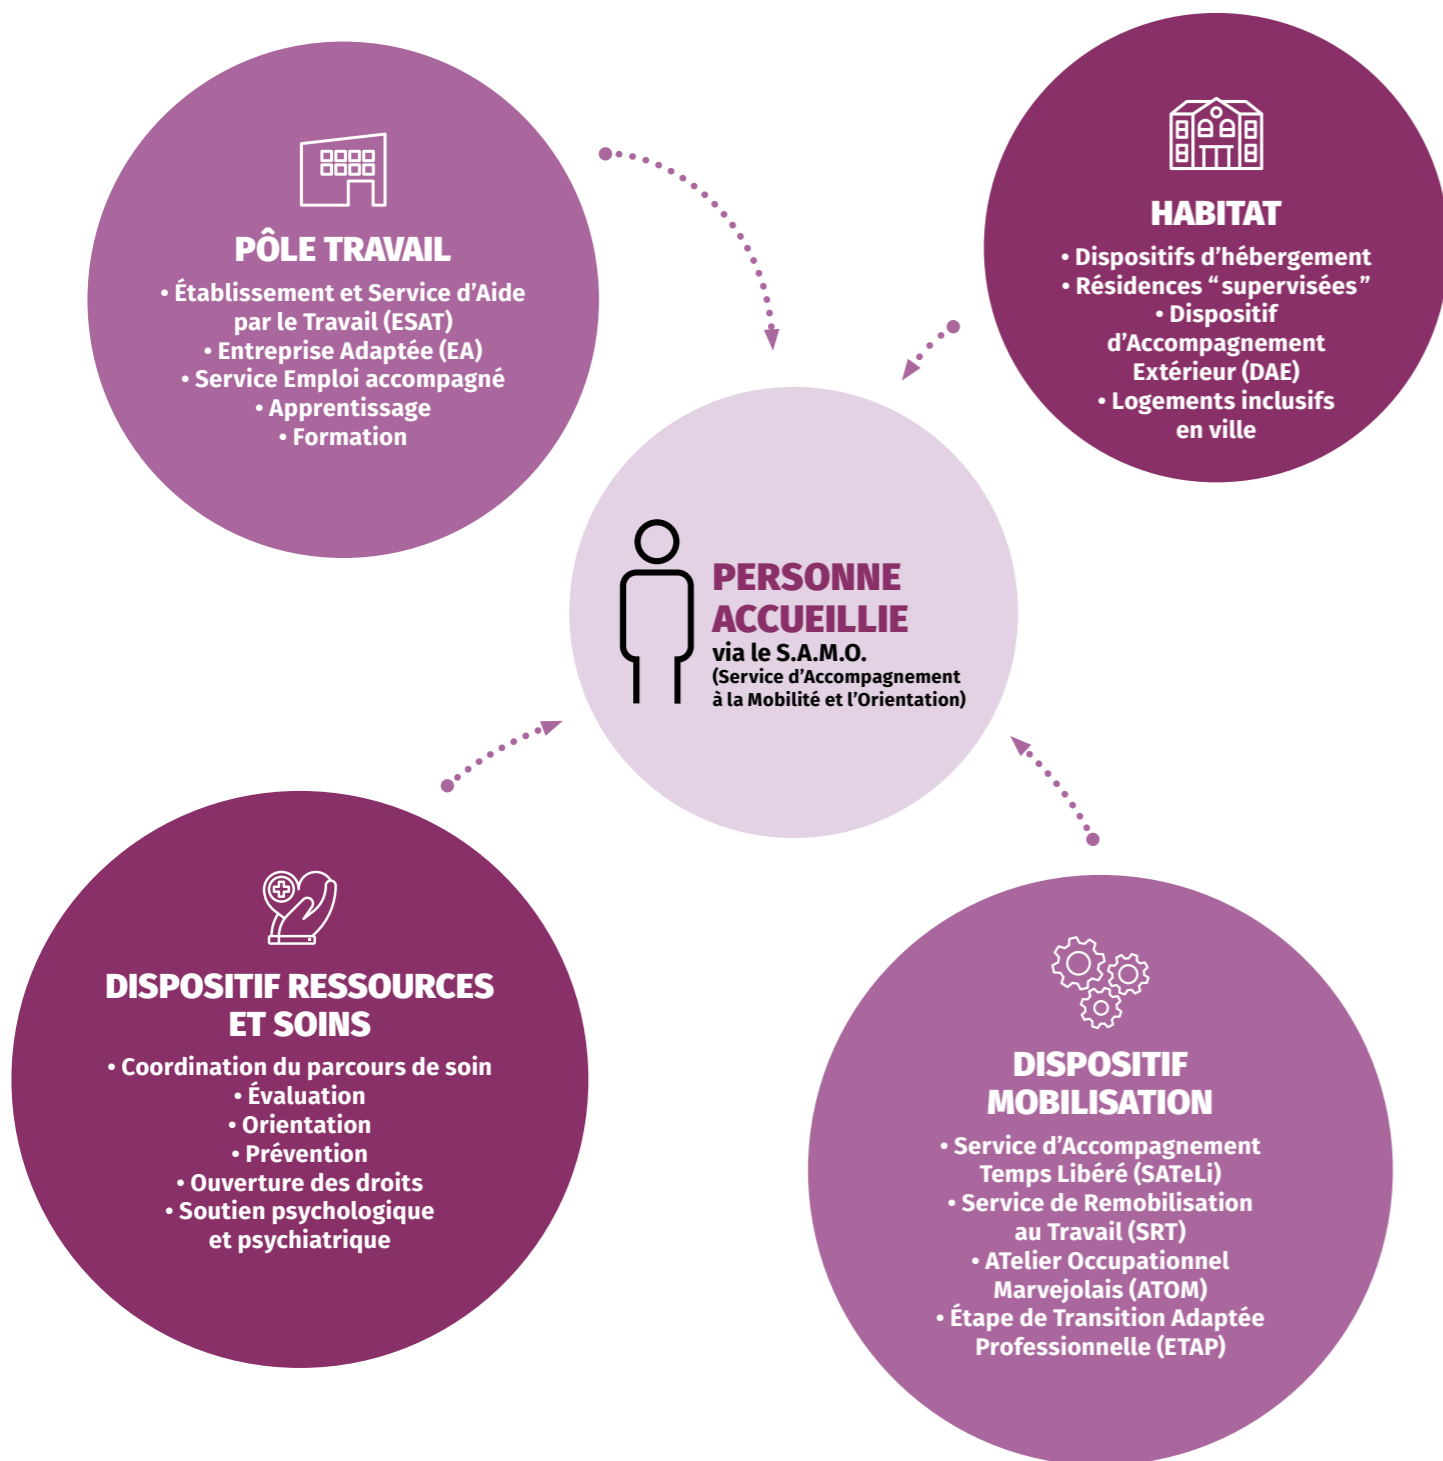 PÔLE TRAVAIL
• Établissement et Service d’Aide
par le Travail (ESAT)
• Entreprise Adaptée (EA)
• Service Emploi accompagné
• Apprentissage
• Formation
HABITAT
• Dispositifs d’hébergement
• Résidences “supervisées”
• Dispositif
d’Accompagnement
Extérieur (DAE)
• Logements inclusifs
en ville
PERSONNE
ACCUEILLIE
via le S.A.M.O.
(Service d’Accompagnement
à la Mobilité et l’Orientation)
DISPOSITIF RESSOURCES
ET SOINS
• Coordination du parcours de soin
• Évaluation
• Orientation
• Prévention
• Ouverture des droits
• Soutien psychologique
et psychiatrique
DISPOSITIF
MOBILISATION
• Service d’Accompagnement
Temps Libéré (SATeLi)
• Service de Remobilisation
au Travail (SRT)
• ATelier Occupationnel
Marvejolais (ATOM)
• Étape de Transition Adaptée
Professionnelle (ETAP)